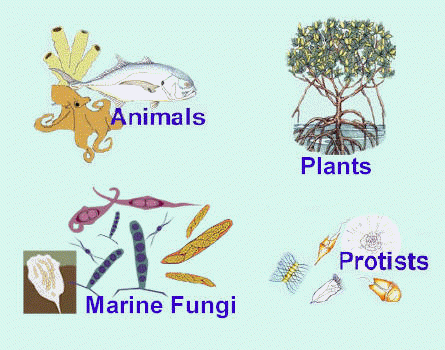 Animals
Plants
Marine Fungi
Protists